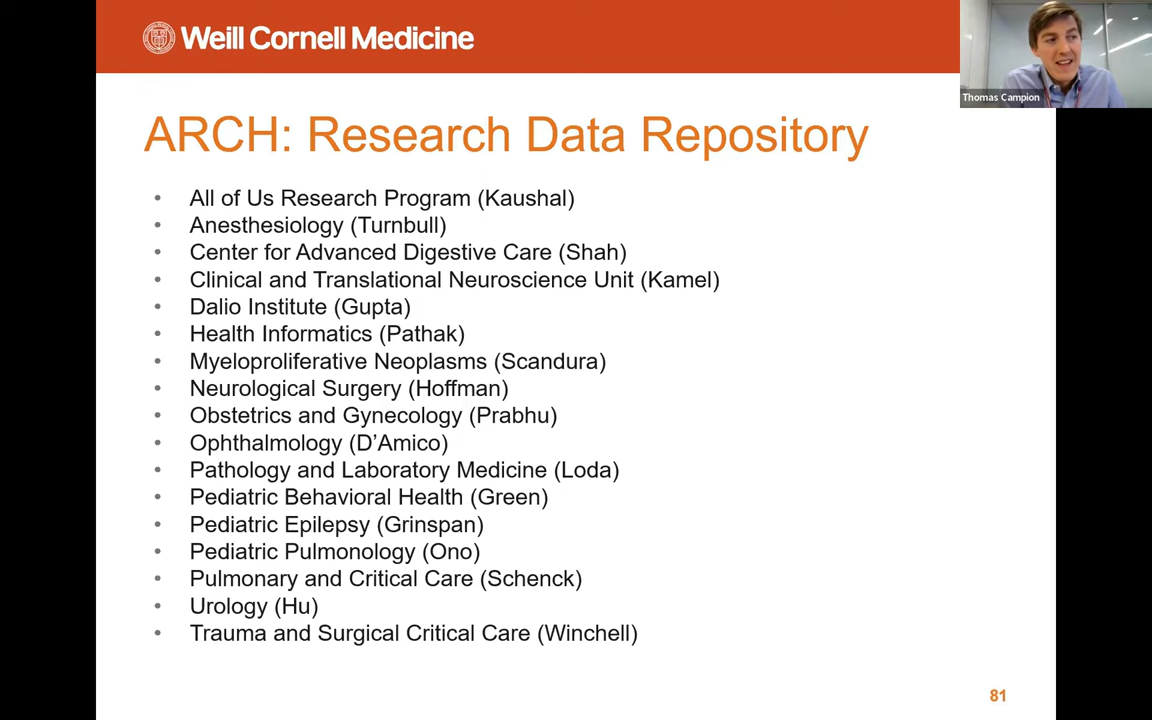 Weill Cornell Medicine
Thomas Campion
ARCH: Research Data Repository
• All of Us Research Program (Kaushal)
• Anesthesiology (Turnbull)
• Center for Advanced Digestive Care (Shah)
• Clinical and Translational Neuroscience Unit (Kamel)
• Dalio Institute (Gupta)
• Health Informatics (Pathak)
• Myeloproliferative Neoplasms (Scandura)
• Neurological Surgery (Hoffman)
• Obstetrics and Gynecology (Prabhu)
• Ophthalmology (D’Amico)
• Pathology and Laboratory Medicine (Loda)
• Pediatric Behavioral Health (Green)
• Pediatric Epilepsy (Grinspan)
• Pediatric Pulmonology (Ono)
• Pulmonary and Critical Care (Schenck)
• Urology (Hu)
• Trauma and Surgical Critical Care (Winchell)
81